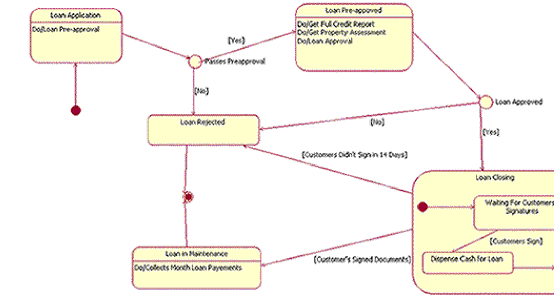 Loan Application
Do/Loan Pre-approval
[Yes]
Passes Preapproval
[No]
Loan Pre-approved
Do/Get Full Credit Report
Do/Get Property Assessment
Do/Loan Approval
Loan Approved
[No]
[Yes]
Loan Rejected
[Customers Didn't Sign in 14 Days]
Loan Closing
Waiting For Customers
Signatures
[Customers Sign]
Dispense Cash for Loan
[Customer's Signed Documents]
Loan in Maintenance
Do/Collects Month Loan Payements